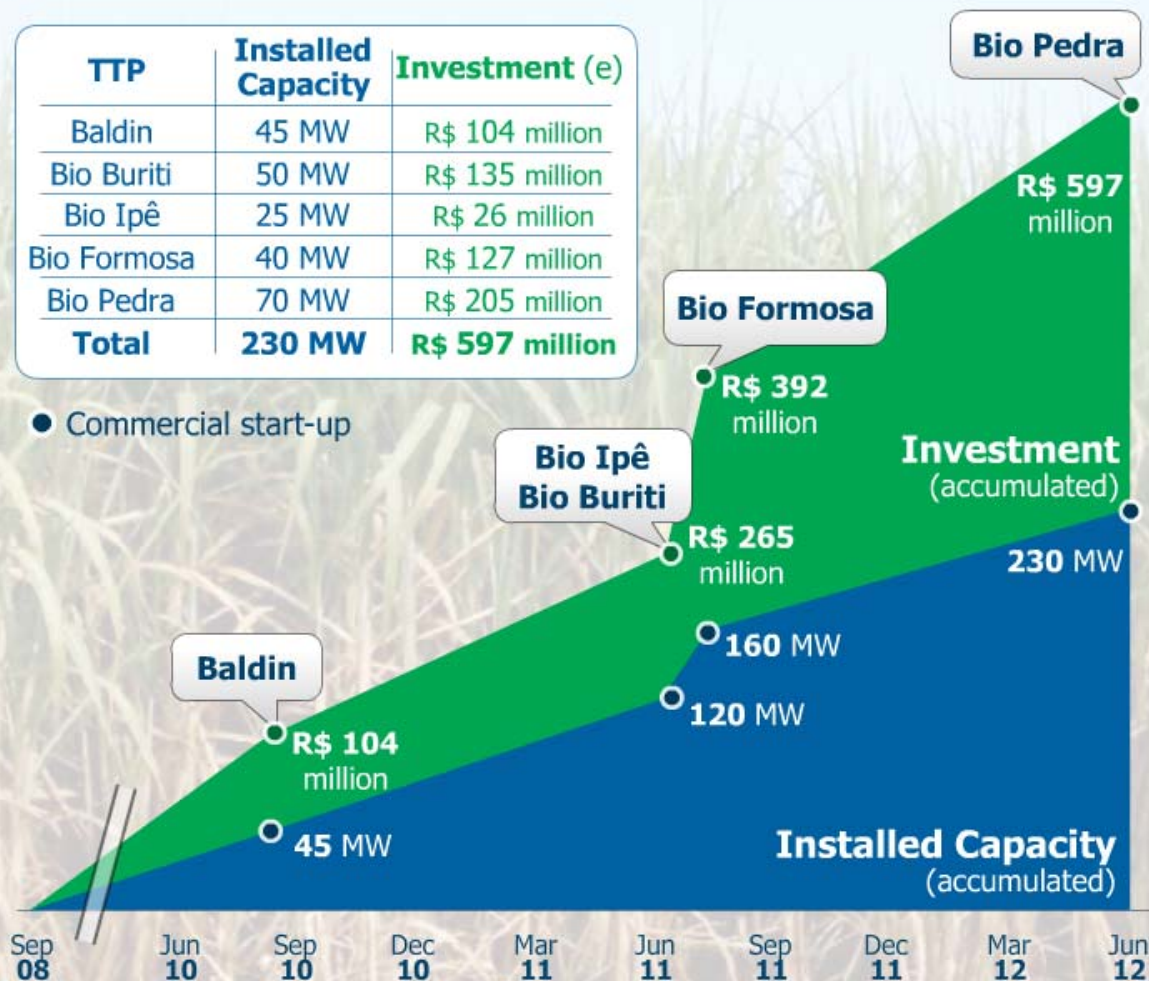 TTP Installed Capacity Investment (e)
Baldin 45 MW R$ 104 million
Bio Buriti 50 MW R$ 135 million
Bio Ipê 25 MW R$ 26 million
Bio Formosa 40 MW R$ 127 million
Bio Pedra 70 MW R$ 205 million
Total 230 MW R$ 597 million
Commercial start-up
Bio Pedra
R$ 597
million
Bio Formosa
R$ 392
million
Bio Ipê
Bio Buriti
R$ 265
million
Investment
(accumulated)
230 MW
160 MW
120 MW
Baldin
R$ 104
million
45 MW
Installed Capacity
(accumulated)
Sep Jun Sep Dec Mar Jun Sep Dec Mar Jun
08 10 10 10 11 11 11 11 12 12